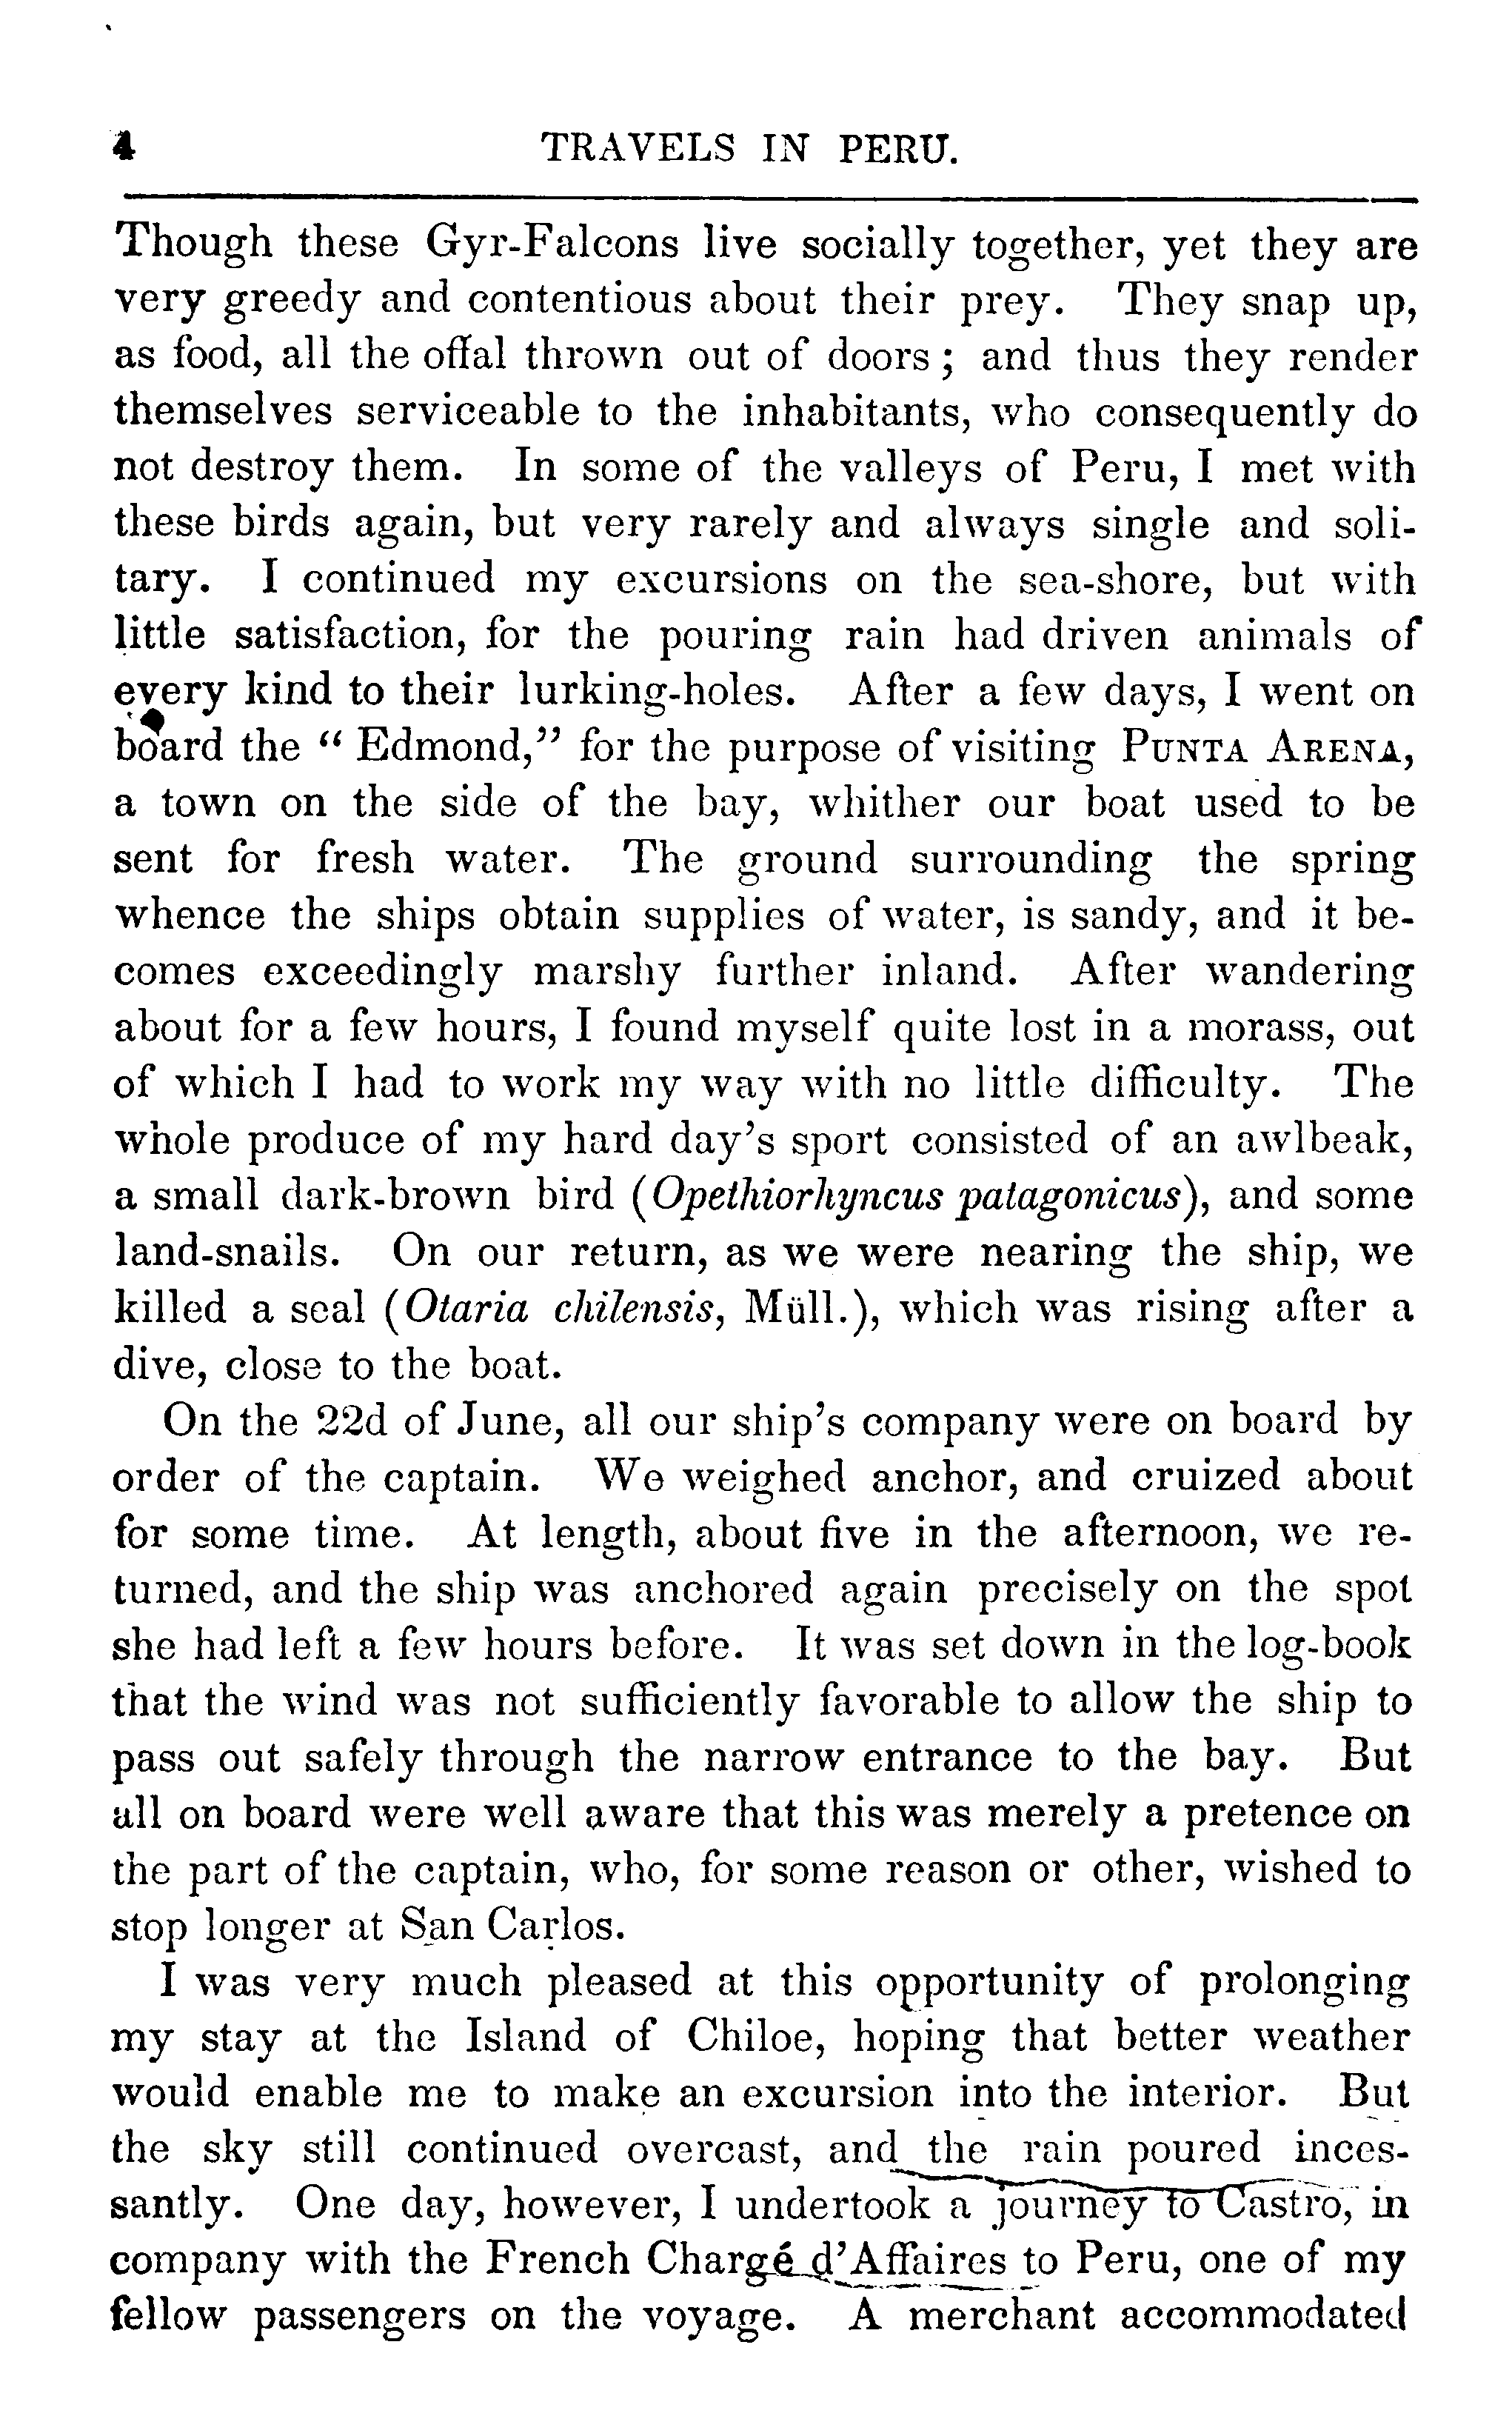 4 TRAVELS IN PERU.
Though these Gyr-Falcons live socially together, yet they are
very greedy and contentious about their prey. They snap up,
as food, all the offal thrown out of doors ; and thus they render
themselves serviceable to the inhabitants, who consequently do
not destroy them. In some of the valleys of Peru, I met with
these birds again, but very rarely and always single and soli-
tary. I continued my excursions on the sea-shore, but with
little satisfaction, for the pouring rain had driven animals of
every kind to their lurking-holes. After a few days, I went on
board the “ Edmond,” for the purpose of visiting PUNTA ARENA,
a town on the side of the bay, whither our boat used to be
sent for fresh water. The ground surrounding the spring
whence the ships obtain supplies of water, is sandy, and it be-
comes exceedingly marshy further inland. After wandering
about for a few hours, I found myself quite lost in a morass, out
of which I had to work my way with no little difficulty. The
whole produce of my hard day’s sport consisted of an awlbeak,
a small dark-brown bird (Opethiorhyncus patagonicus), and some
land-snails. On our return, as we were nearing the ship, we
killed a seal (Otaria chilensis, Müll.), which was rising after a
dive, close to the boat.
On the 22d of June, all our ship’s company were on board by
order of the captain. We weighed anchor, and cruized about
for some time. At length, about five in the afternoon, we re-
turned, and the ship was anchored again precisely on the spot
she had left a few hours before. It was set down in the log-book
that the wind was not sufficiently favorable to allow the ship to
pass out safely through the narrow entrance to the bay. But
all on board were well aware that this was merely a pretence on
the part of the captain, who, for some reason or other, wished to
stop longer at San Carlos.
I was very much pleased at this opportunity of prolonging
my stay at the Island of Chiloe, hoping that better weather
would enable me to make an excursion into the interior. But
the sky still continued overcast, and the rain poured inces-
santly. One day, however, I undertook a journey to Castro, in
company with the French Chargé d’Affaires to Peru, one of my
fellow passengers on the voyage. A merchant accommodated